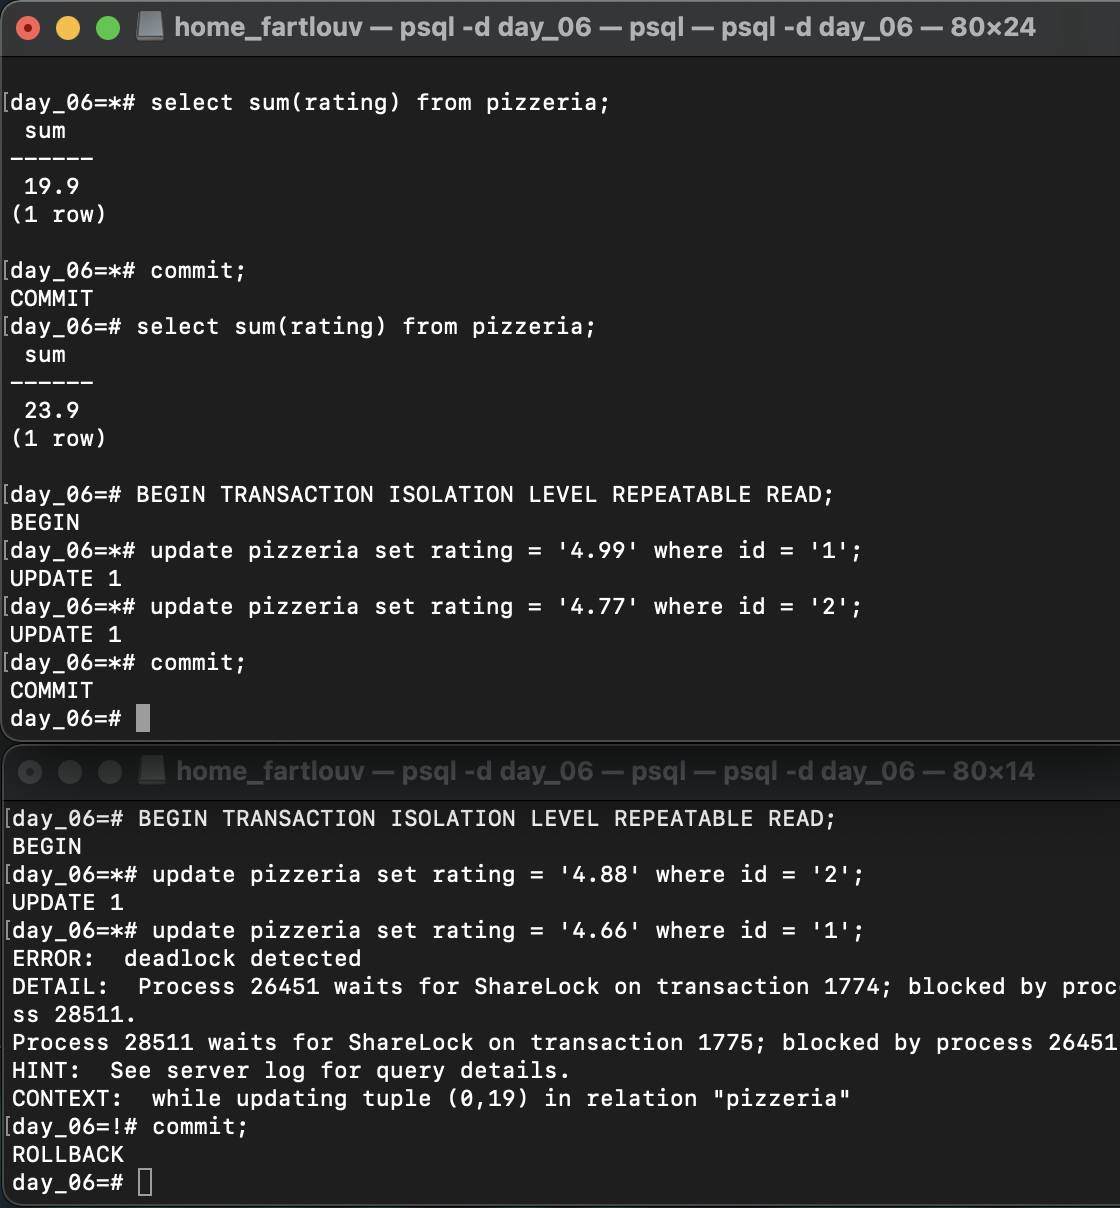 home_fartlouv — psql -d day_06 — psql — psql -d day_06 — 80×24
[day_06=*# select sum(rating) from pizzeria;
sum
------
19.9
(1 row)
[day_06=*# commit;
COMMIT
[day_06=# select sum(rating) from pizzeria;
sum
------
23.9
(1 row)
[day_06=# BEGIN TRANSACTION ISOLATION LEVEL REPEATABLE READ;
BEGIN
[day_06=*# update pizzeria set rating = '4.99' where id = '1';
UPDATE 1
[day_06=*# update pizzeria set rating = '4.77' where id = '2';
UPDATE 1
[day_06=*# commit;
COMMIT
day_06=#
home_fartlouv — psql -d day_06 — psql — psql -d day_06 — 80×14
[day_06=# BEGIN TRANSACTION ISOLATION LEVEL REPEATABLE READ;
BEGIN
[day_06=*# update pizzeria set rating = '4.88' where id = '2';
UPDATE 1
[day_06=*# update pizzeria set rating = '4.66' where id = '1';
ERROR:  deadlock detected
DETAIL:  Process 26451 waits for ShareLock on transaction 1774; blocked by proc
ss 28511.
Process 28511 waits for ShareLock on transaction 1775; blocked by process 26451
HINT:  See server log for query details.
CONTEXT:  while updating tuple (0,19) in relation "pizzeria"
[day_06=!# commit;
ROLLBACK
day_06=#